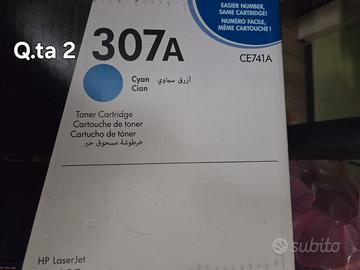 EASIER NUMBER,
SAME CARTRIDGE!
NUMÉRO FACILE,
MÊME CARTOUCHE!
Q.ta 2
307A
CE741A
Cyan أزرق سماوي
Cian
Toner Cartridge
Cartouche de toner
Cartucho de tóner
خرطوشة مسحوق حبر
HP LaserJet
subito